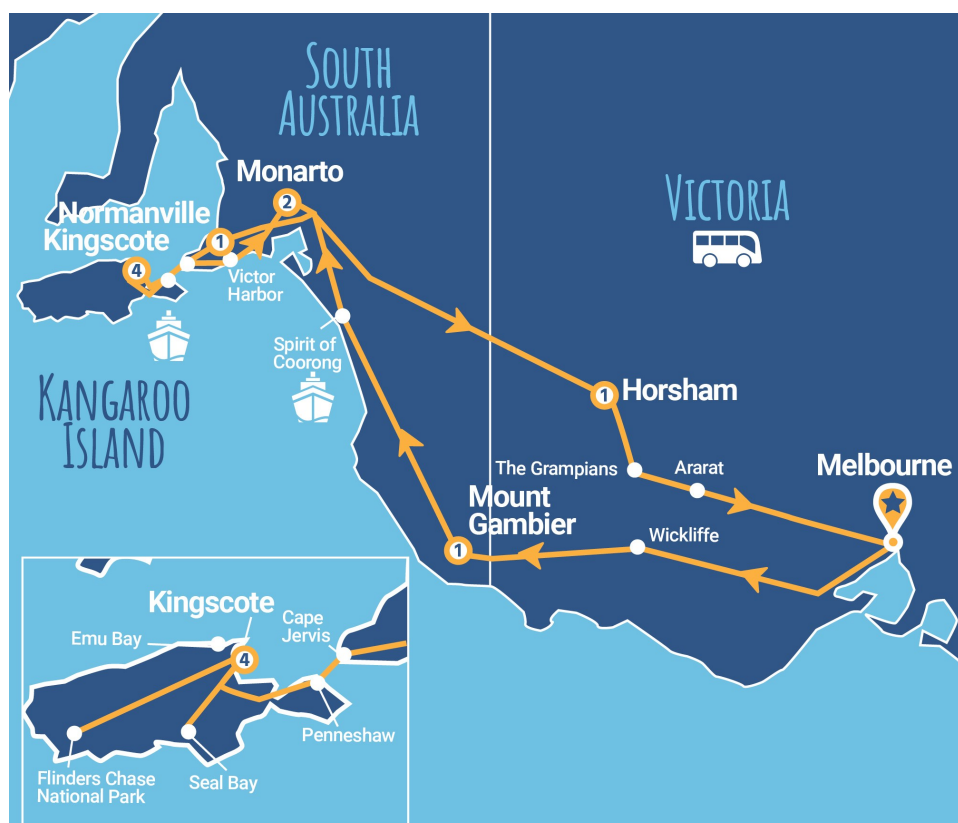 SOUTH
AUSTRALIA
Monarto
2
VICTORIA
Normanville
1
Kingscote
4
Victor
Harbor
Spirit of
Coorong
KANGAROO
ISLAND
1
Horsham
The Grampians
Ararat
Melbourne
Mount
Gambier
1
Wickliffe
Kingscote
Cape
Jervis
Emu Bay
4
Penneshaw
Flinders Chase
National Park
Seal Bay